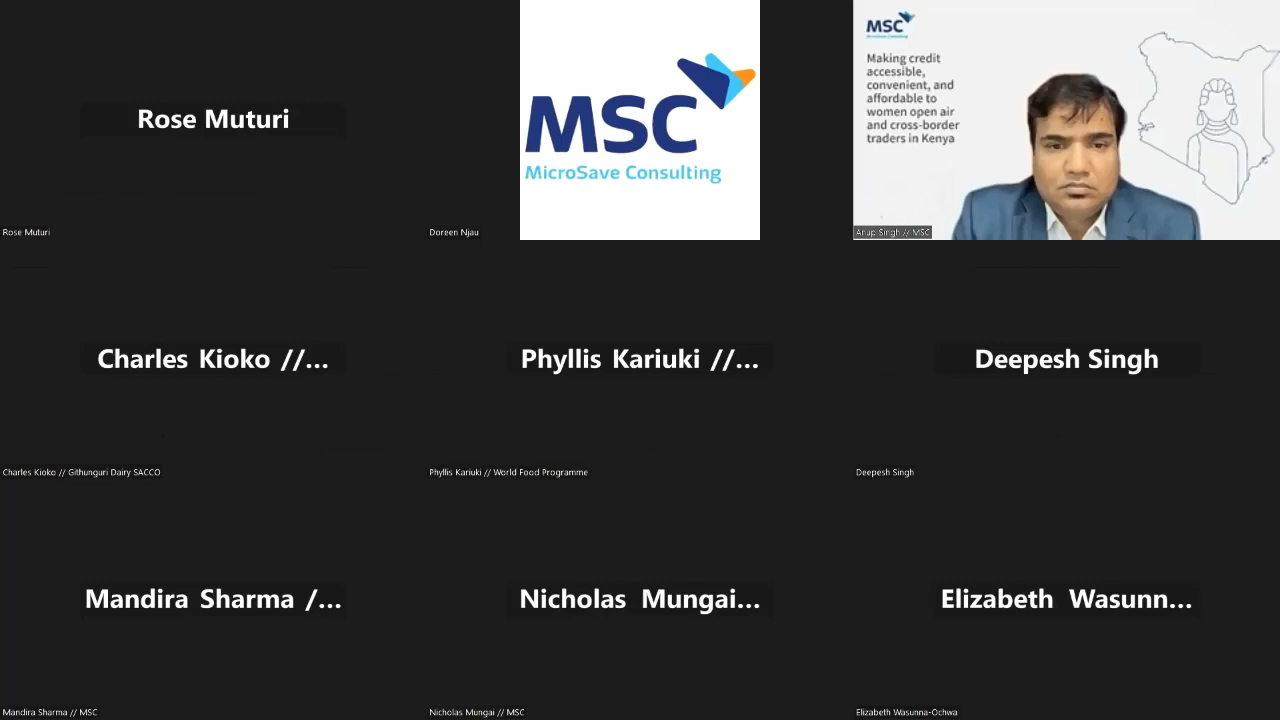 Rose Muturi
Rose Muturi
MSC
MicroSave Consulting
Doreen Njau
MSC
MicroSave Consulting
Making credit
accessible,
convenient, and
affordable to
women open air
and cross-border
traders in Kenya
Anup Singh // MSC
Charles Kioko //...
Charles Kioko // Githunguri Dairy SACCO
Phyllis Kariuki //...
Phyllis Kariuki // World Food Programme
Deepesh Singh
Deepesh Singh
Mandira Sharma /...
Mandira Sharma // MSC
Nicholas Mungai...
Nicholas Mungai // MSC
Elizabeth Wasunn...
Elizabeth Wasunna-Ochwa